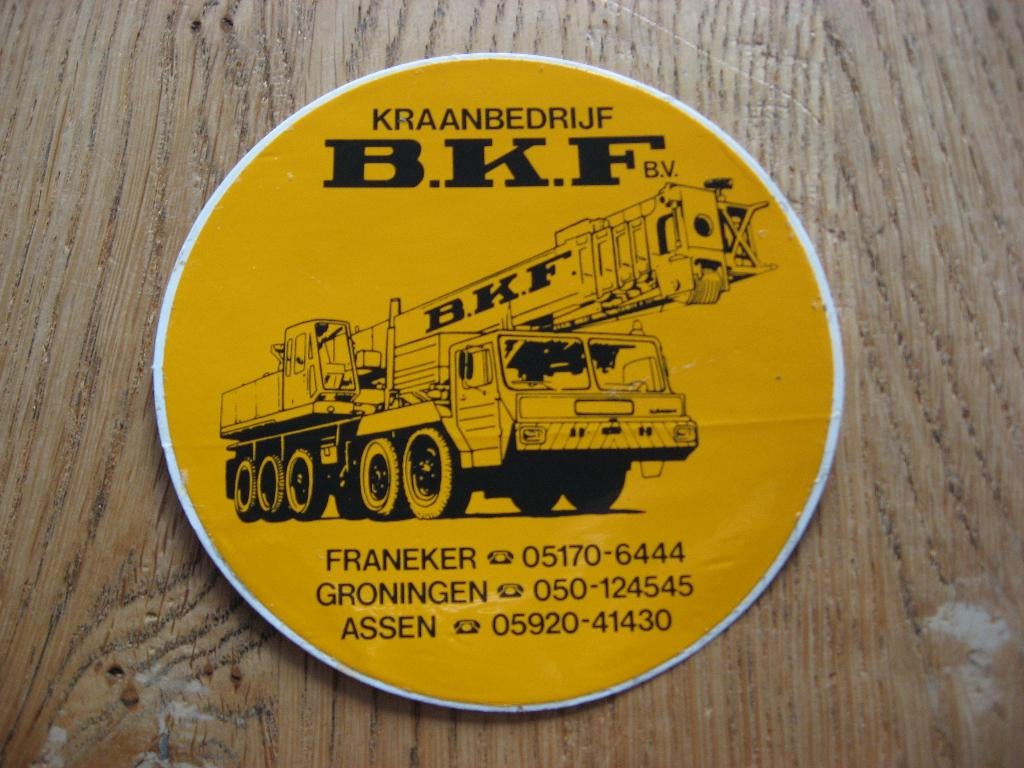 KRAANBEDRIJF
B.K.F B.V.
B.K.F.
FRANEKER ☎ 05170-6444
GRONINGEN ☎ 050-124545
ASSEN ☎ 05920-41430